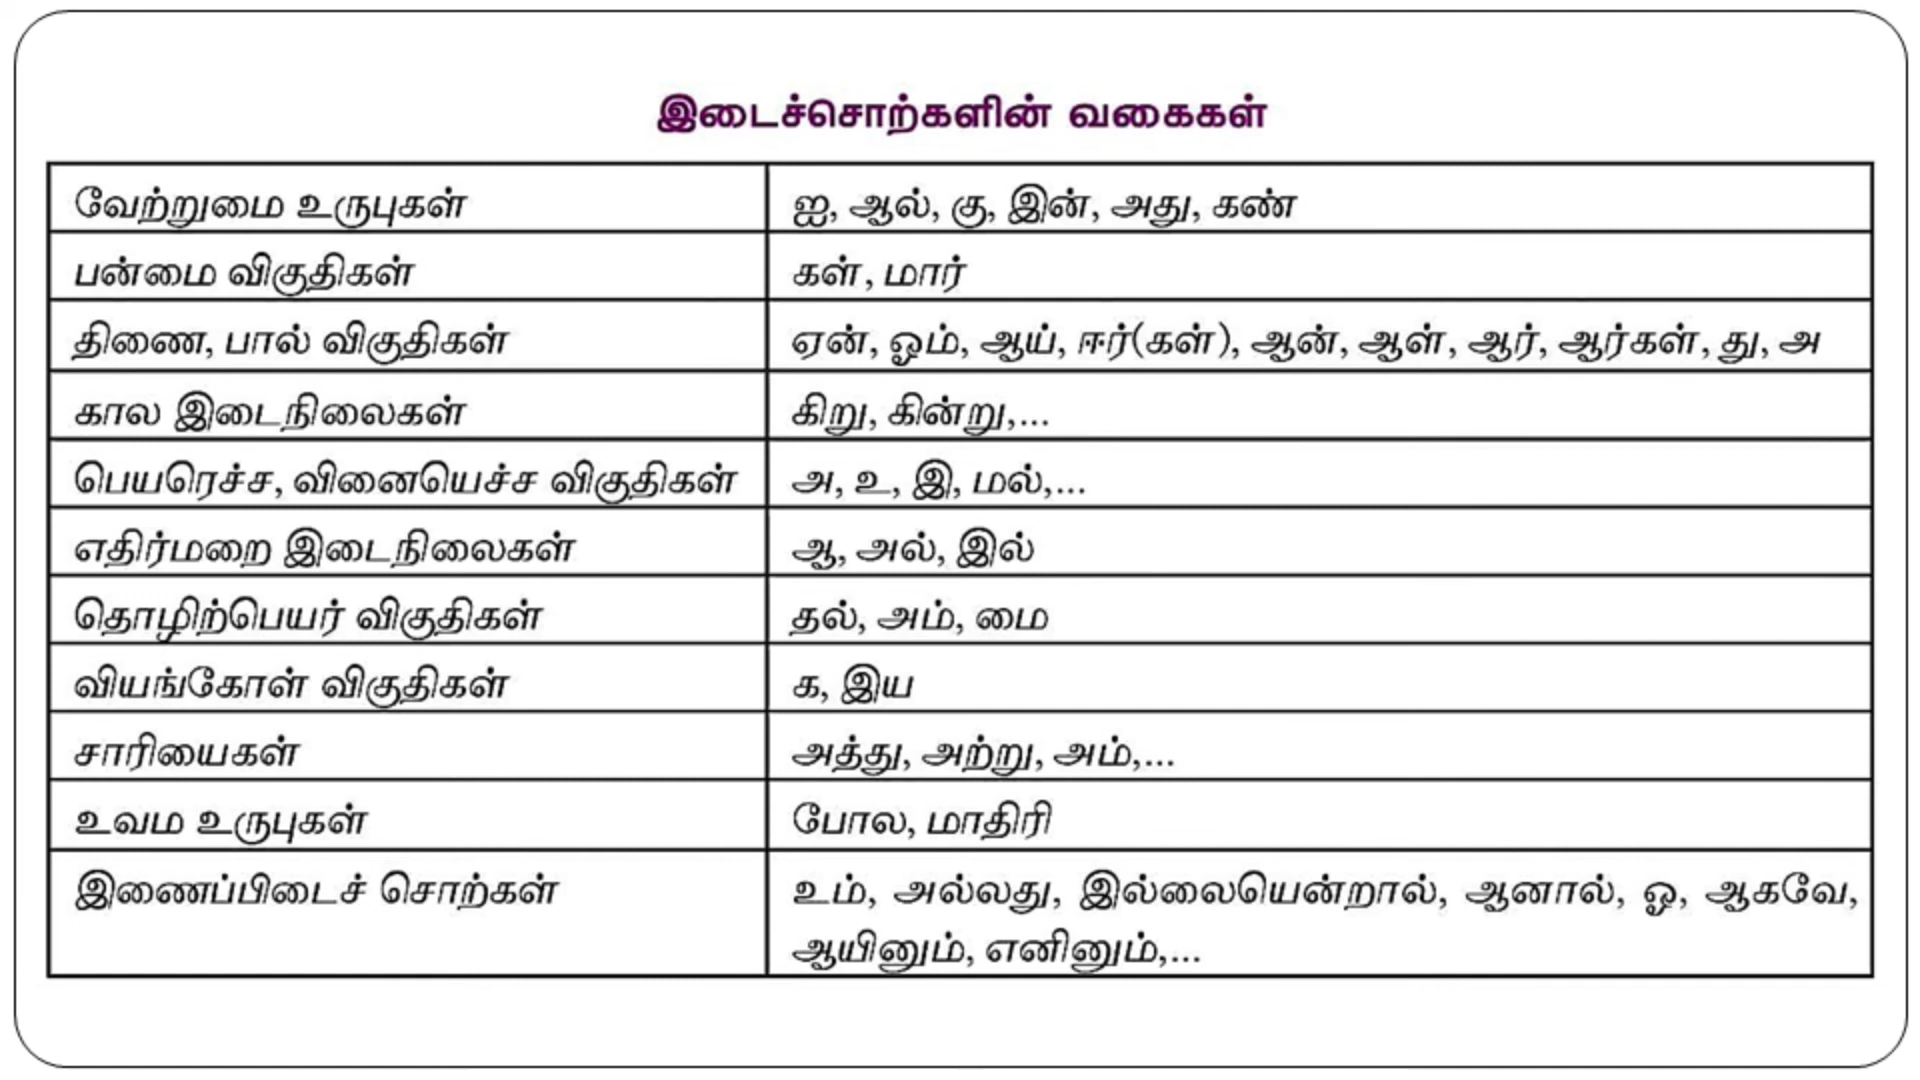 இடைச்சொற்களின் வகைகள்
வேற்றுமை உருபுகள் ஐ, ஆல், கு, இன், அது, கண்
பன்மை விகுதிகள் கள், மார்
திணை, பால் விகுதிகள் ஏன், ஓம், ஆய், ஈர்(கள்), ஆன், ஆள், ஆர், ஆர்கள், து, அ
கால இடைநிலைகள் கிறு, கின்று,...
பெயரெச்ச, வினையெச்ச விகுதிகள் அ, உ, இ, மல்,...
எதிர்மறை இடைநிலைகள் ஆ, அல், இல்
தொழிற்பெயர் விகுதிகள் தல், அம், மை
வியங்கோள் விகுதிகள் க, இய
சாரியைகள் அத்து, அற்று, அம்,...
உவம உருபுகள் போல, மாதிரி
இணைப்பிடைச் சொற்கள் உம், அல்லது, இல்லையென்றால், ஆனால், ஓ, ஆகவே,
ஆயினும், எனினும்,...